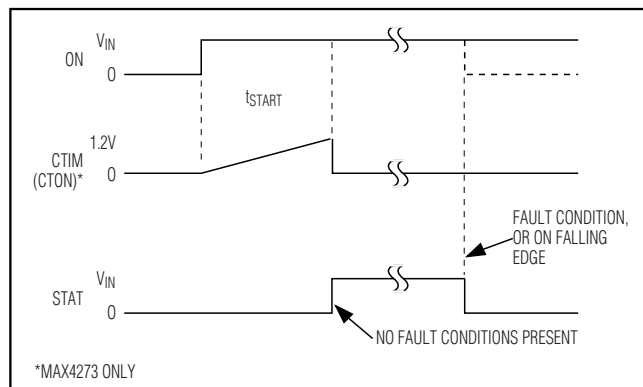 V_IN
ON
0
t_START
1.2V
CTIM
(CTON)*
0
FAULT CONDITION,
OR ON FALLING
EDGE
V_IN
STAT
0
NO FAULT CONDITIONS PRESENT
*MAX4273 ONLY